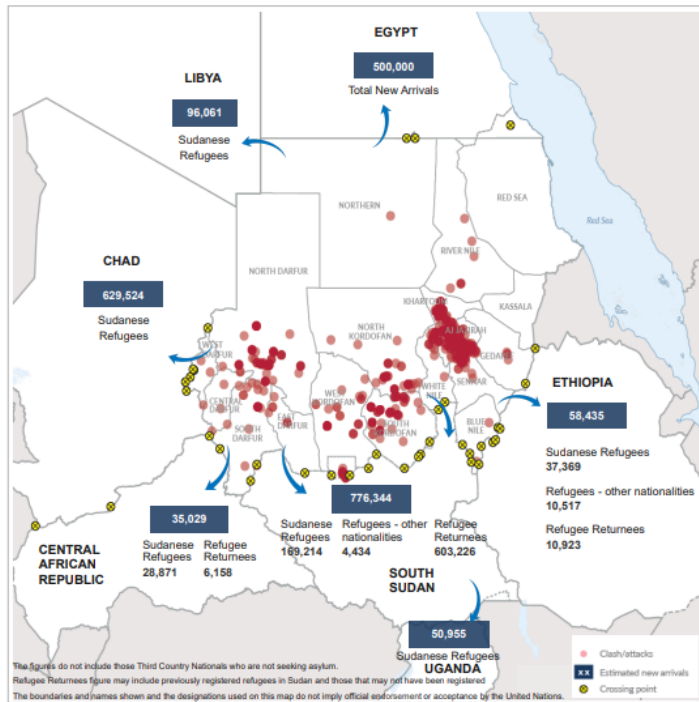 EGYPT
500,000
Total New Arrivals
LIBYA
96,061
Sudanese
Refugees
RED SEA
Red Sea
NORTHERN
RIVER NILE
CHAD
629,524
Sudanese
Refugees
NORTH DARFUR
KHARTOUM
KASSALA
NORTH
KORDOFAN
AJ JAZIRAH
GEDAREF
WEST
DARFUR
CENTRAL
DARFUR
SOUTH
DARFUR
EAST
DARFUR
WEST
KORDOFAN
SOUTH
KORDOFAN
WHITE
NILE
SENNAR
BLUE
NILE
ETHIOPIA
58,435
Sudanese Refugees
37,369
Refugees - other nationalities
10,517
Refugee Returnees
10,923
CENTRAL
AFRICAN
REPUBLIC
35,029
Sudanese
Refugees
28,871
Refugee
Returnees
6,158
776,344
Sudanese
Refugees
169,214
Refugees - other
nationalities
4,434
Refugee
Returnees
603,226
SOUTH
SUDAN
50,955
Sudanese Refugees
UGANDA
Clash/attacks
xx Estimated new arrivals
Crossing point
The figures do not include those Third Country Nationals who are not seeking asylum.
Refugee Returnees figure may include previously registered refugees in Sudan and those that may not have been registered
The boundaries and names shown and the designations used on this map do not imply official endorsement or acceptance by the United Nations.